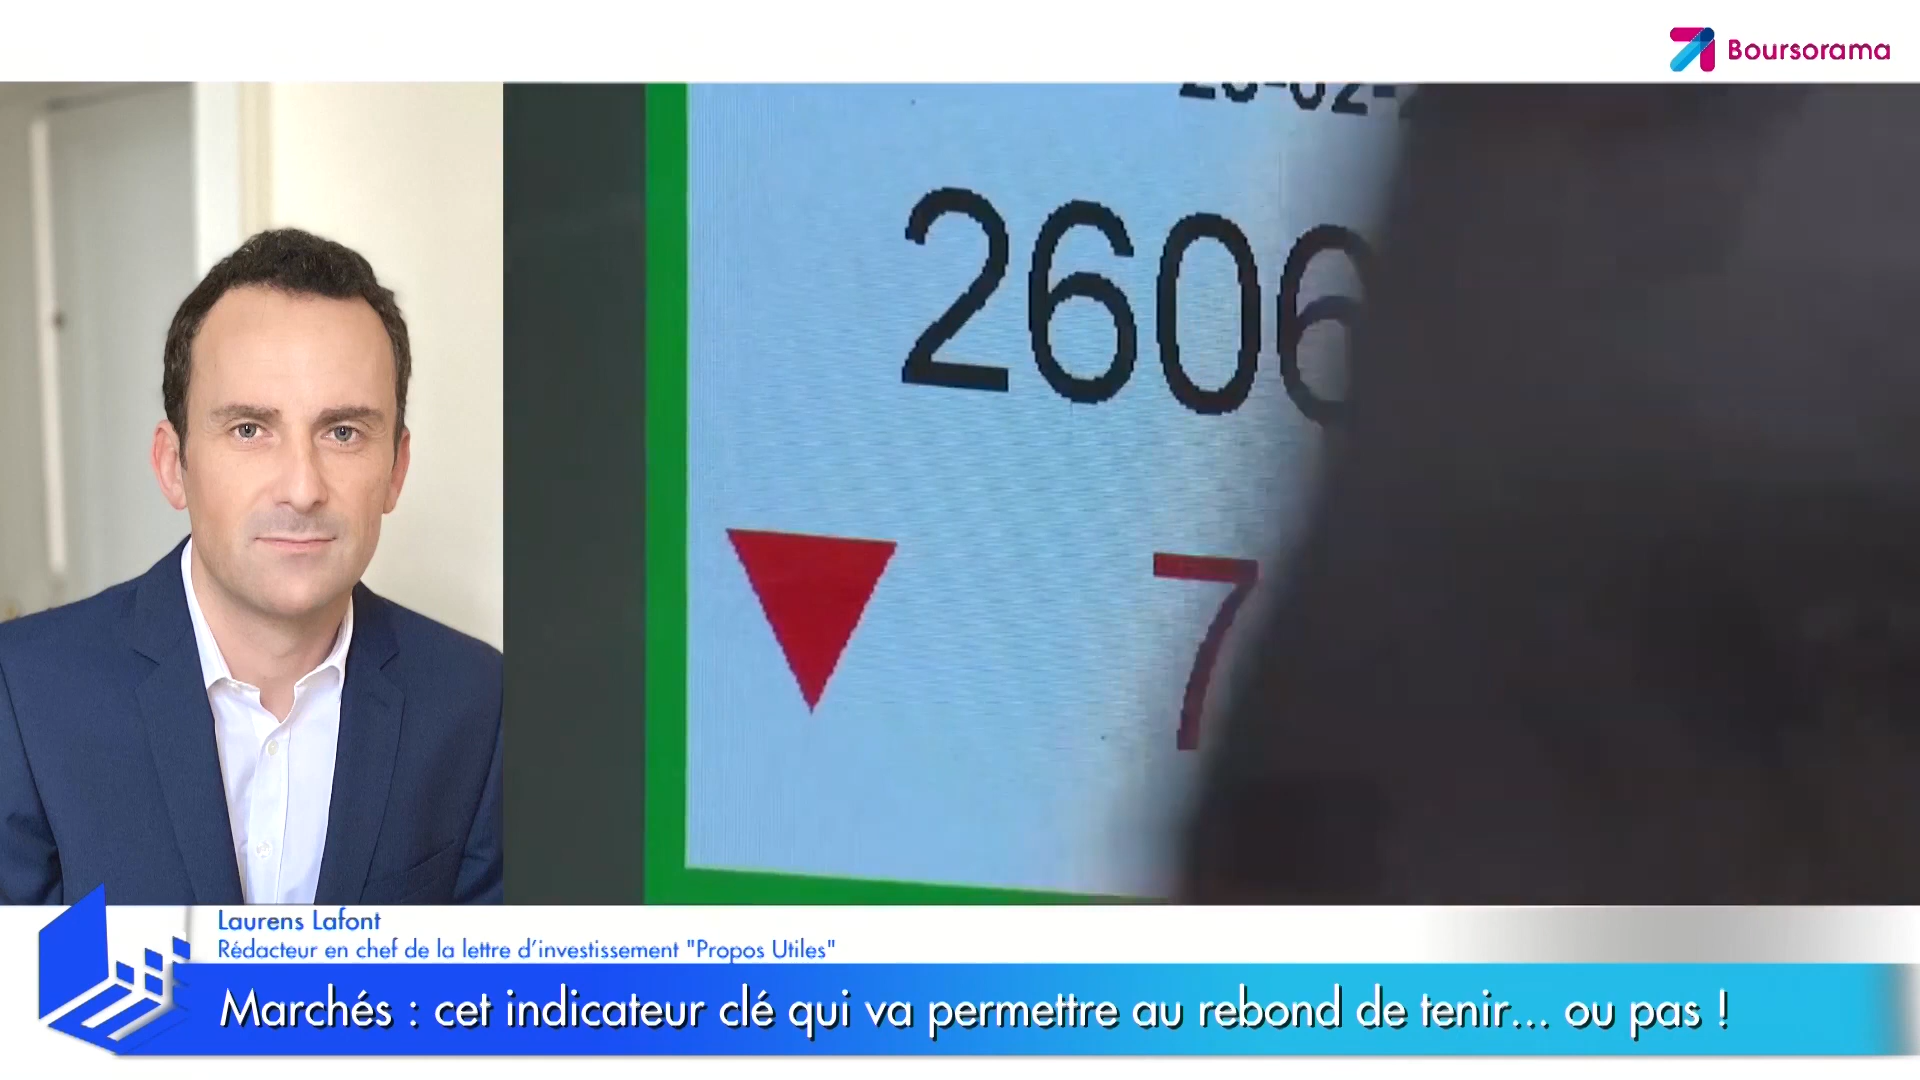 Boursorama
2606
7
Laurens Lafont
Rédacteur en chef de la lettre d’investissement "Propos Utiles"
Marchés : cet indicateur clé qui va permettre au rebond de tenir... ou pas !